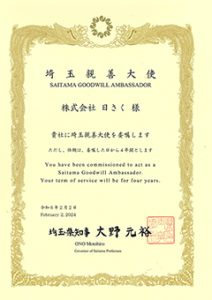 埼玉親善大使
SAITAMA GOODWILL AMBASSADOR
株式会社 日さく 様
貴社に埼玉親善大使を委嘱します
ただし、任期は、委嘱した日から4年間とします
You have been commissioned to act as a
Saitama Goodwill Ambassador.
Your term of service will be for four years.
令和6年2月2日
February 2, 2024
埼玉県知事 大野元裕
ONO Motohiro
Governor of Saitama Prefecture